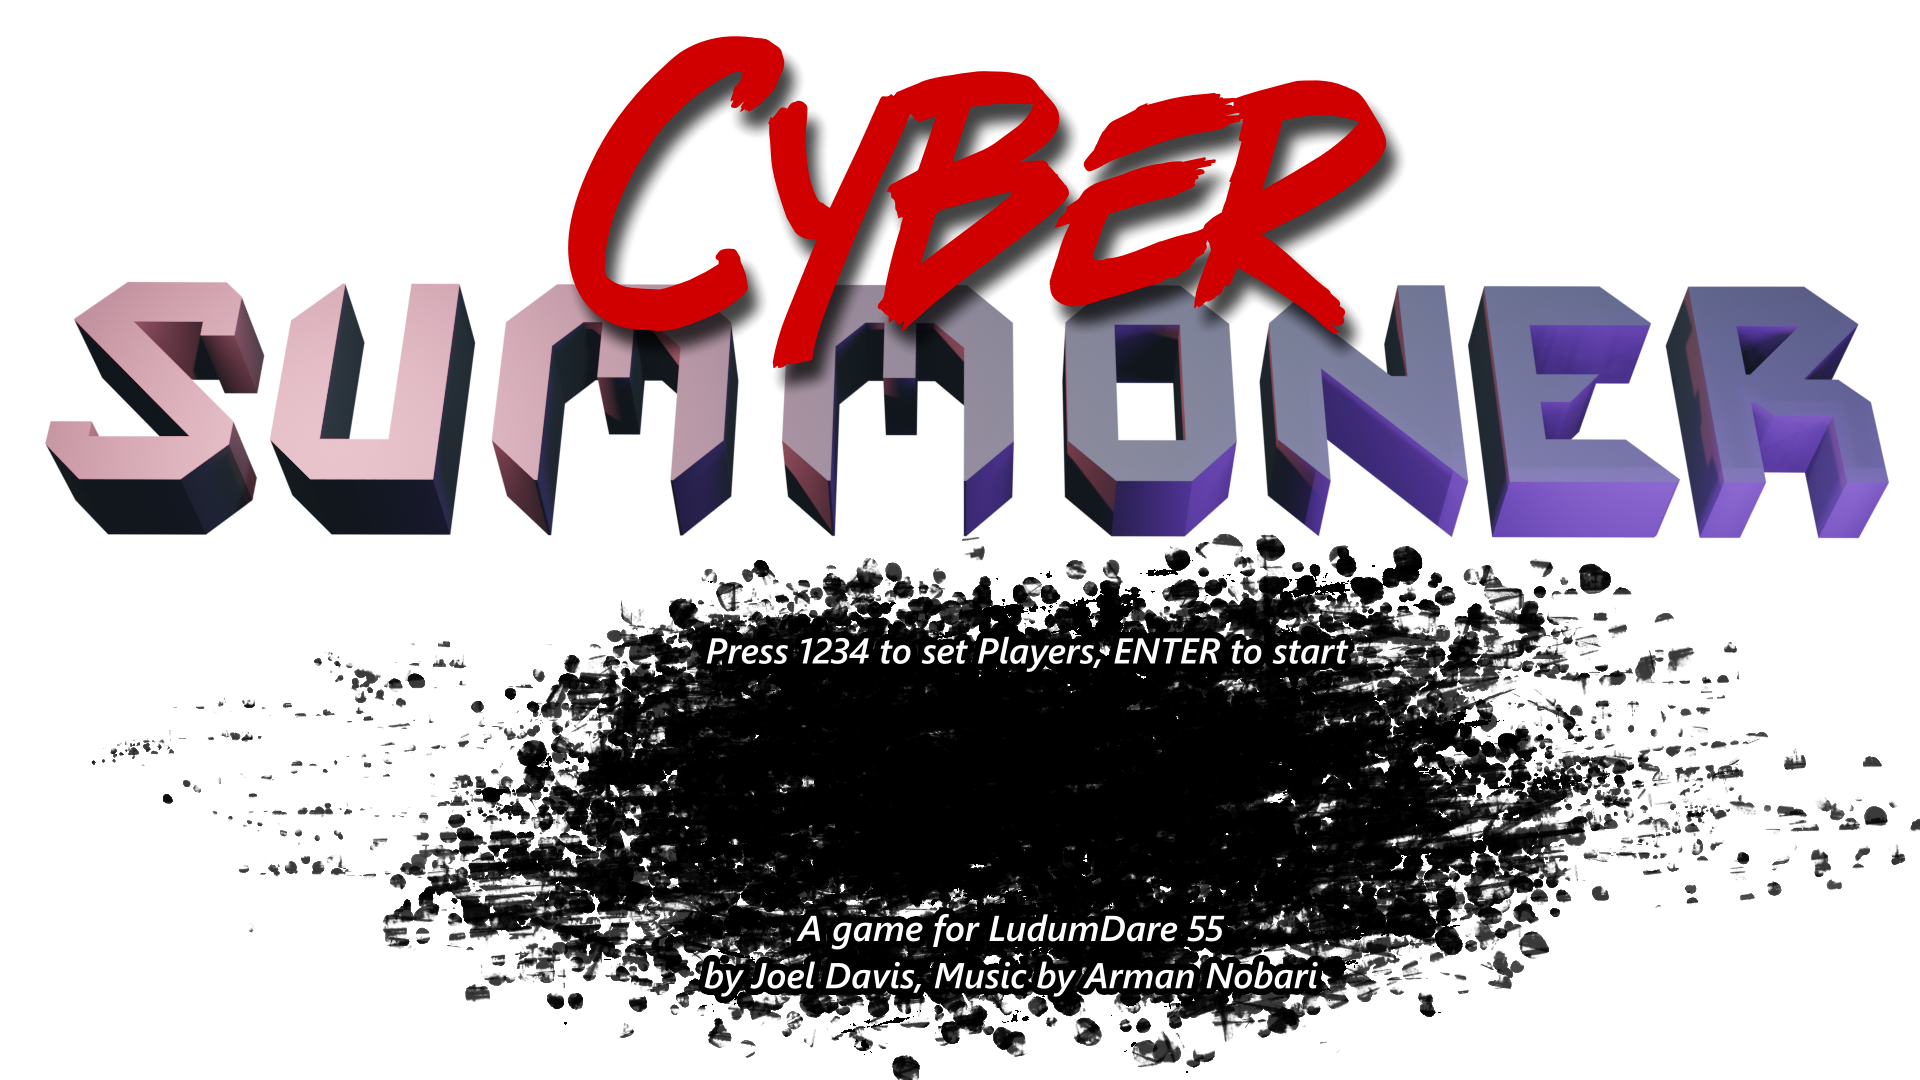 CYBER
SUMMONER
Press 1234 to set Players, ENTER to start
A game for LudumDare 55
by Joel Davis, Music by Arman Nobari